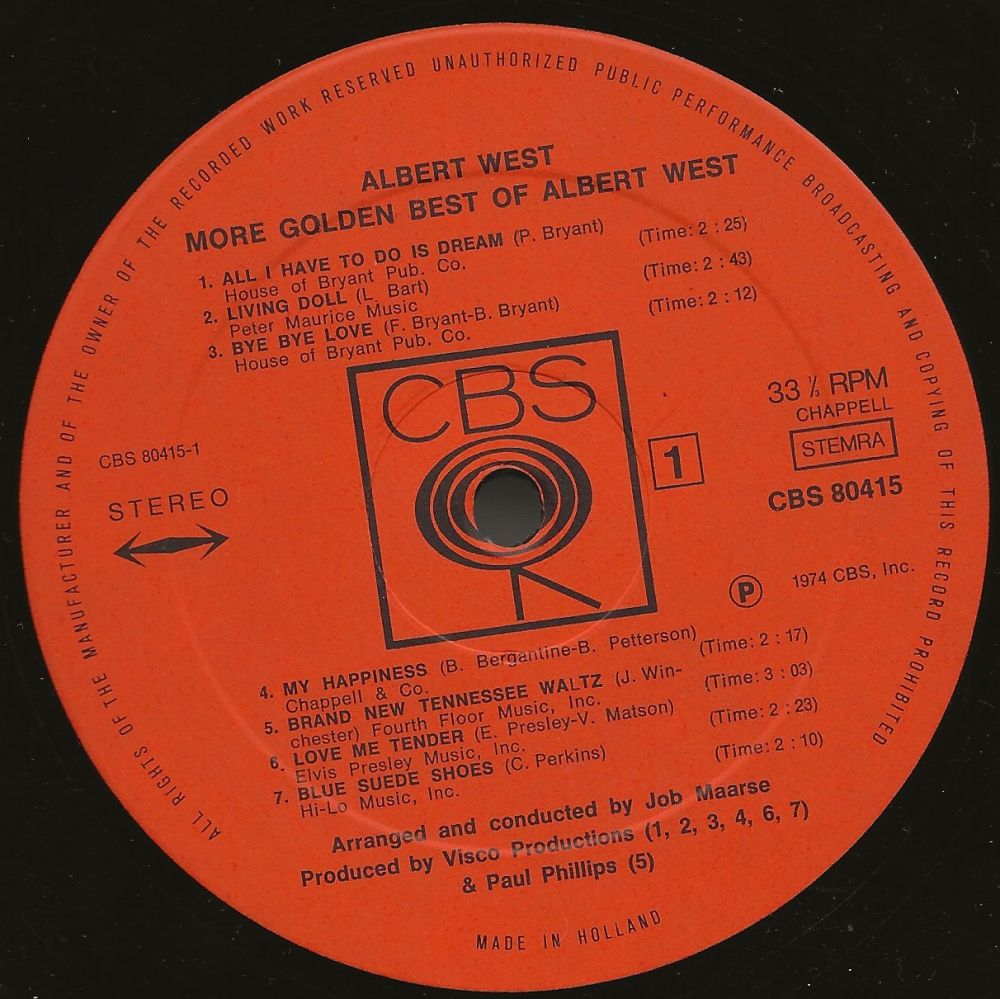 ALL RIGHTS OF THE MANUFACTURER AND OF THE OWNER OF THE RECORDED WORK RESERVED UNAUTHORIZED PUBLIC PERFORMANCE BROADCASTING AND COPYING OF THIS RECORD PROHIBITED
ALBERT WEST
MORE GOLDEN BEST OF ALBERT WEST
1. ALL I HAVE TO DO IS DREAM (P. Bryant) (Time: 2 : 25)
House of Bryant Pub. Co.
2. LIVING DOLL (L. Bart) (Time: 2 : 43)
Peter Maurice Music
3. BYE BYE LOVE (F. Bryant-B. Bryant) (Time: 2 : 12)
House of Bryant Pub. Co.
CBS
33 ⅓ RPM
CHAPPELL
STEMRA
CBS 80415
1
CBS 80415-1
STEREO
Ⓟ 1974 CBS, Inc.
4. MY HAPPINESS (B. Bergantine-B. Petterson) (Time: 2 : 17)
Chappell & Co.
5. BRAND NEW TENNESSEE WALTZ (J. Win- (Time: 3 : 03)
chester) Fourth Floor Music, Inc.
6. LOVE ME TENDER (E. Presley-V. Matson) (Time: 2 : 23)
Elvis Presley Music, Inc.
7. BLUE SUEDE SHOES (C. Perkins) (Time: 2 : 10)
Hi-Lo Music, Inc.
Arranged and conducted by Job Maarse
Produced by Visco Productions (1, 2, 3, 4, 6, 7)
& Paul Phillips (5)
MADE IN HOLLAND